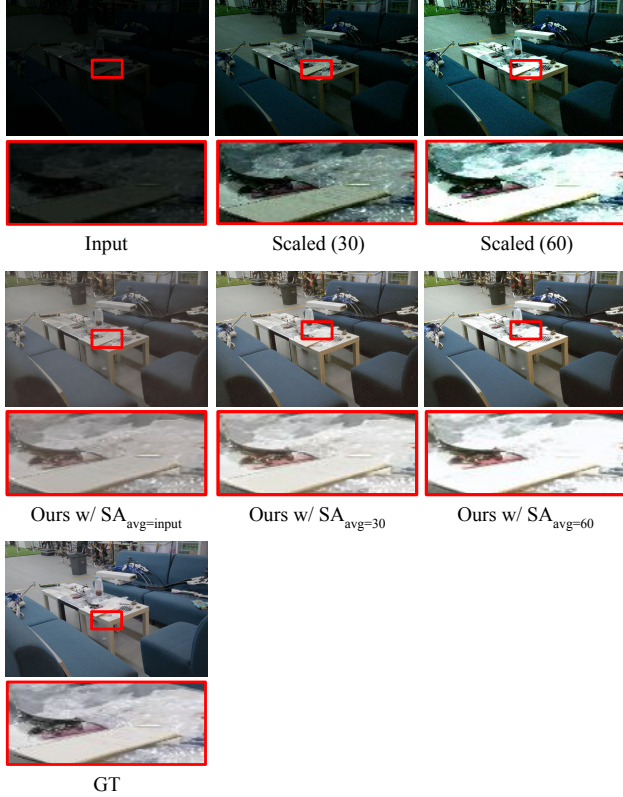 Input
Scaled (30)
Scaled (60)
Ours w/ SAavg=input
Ours w/ SAavg=30
Ours w/ SAavg=60
GT